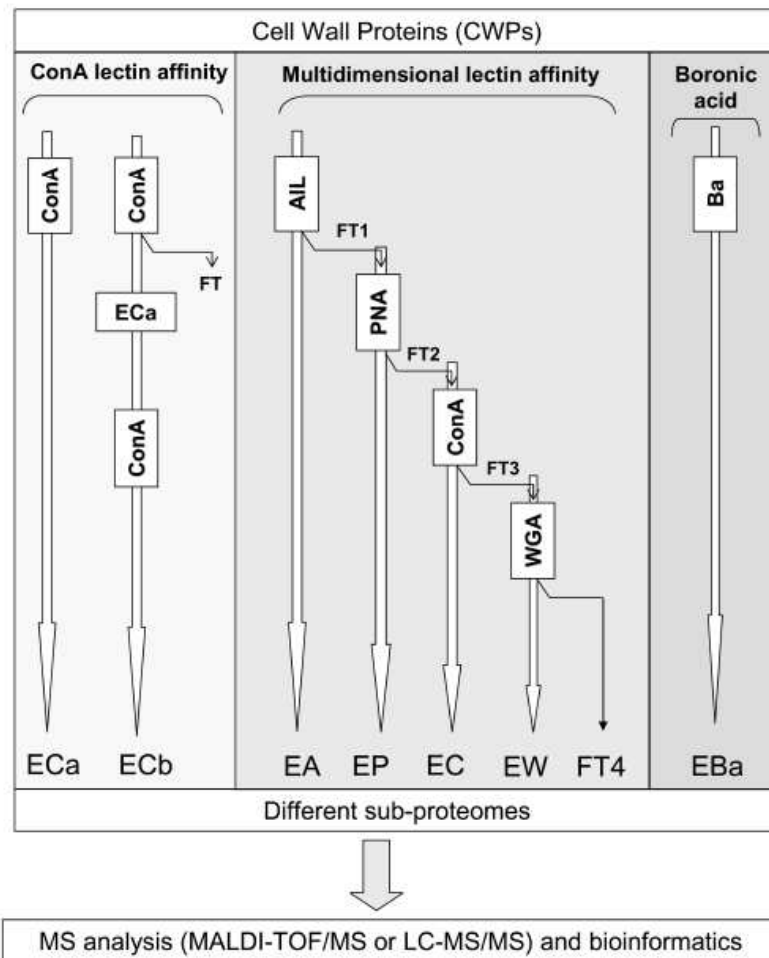 Cell Wall Proteins (CWPs)
ConA lectin affinity
Multidimensional lectin affinity
Boronic
acid
ConA
ConA
FT
ECa
ConA
AIL
FT1
PNA
FT2
ConA
FT3
WGA
Ba
ECa
ECb
EA
EP
EC
EW
FT4
EBa
Different sub-proteomes
MS analysis (MALDI-TOF/MS or LC-MS/MS) and bioinformatics